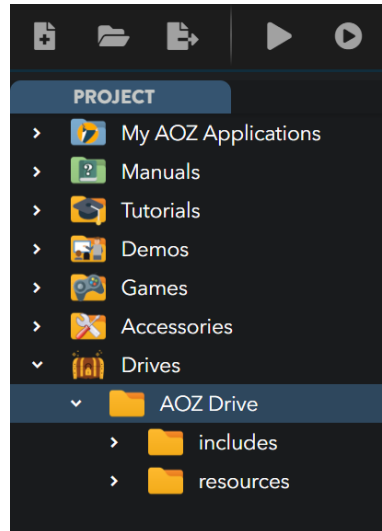 PROJECT
My AOZ Applications
Manuals
Tutorials
Demos
Games
Accessories
Drives
AOZ Drive
includes
resources